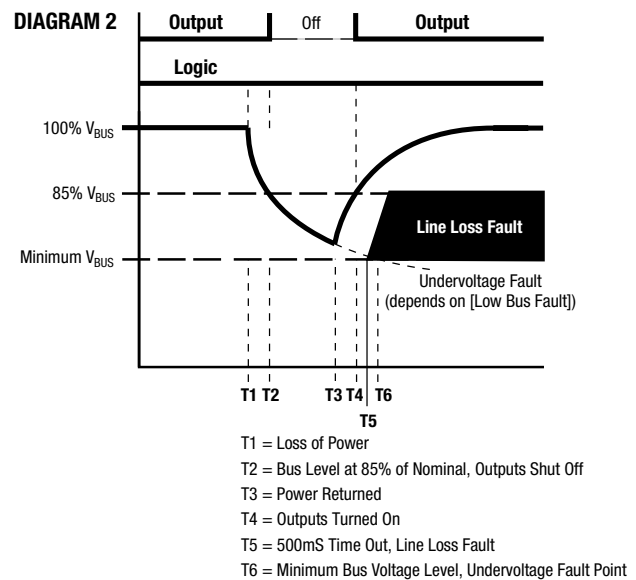 DIAGRAM 2
Output Off Output
Logic
100% VBUS
85% VBUS
Line Loss Fault
Minimum VBUS
Undervoltage Fault
(depends on [Low Bus Fault])
T1 T2 T3 T4 T6
T5
T1 = Loss of Power
T2 = Bus Level at 85% of Nominal, Outputs Shut Off
T3 = Power Returned
T4 = Outputs Turned On
T5 = 500mS Time Out, Line Loss Fault
T6 = Minimum Bus Voltage Level, Undervoltage Fault Point